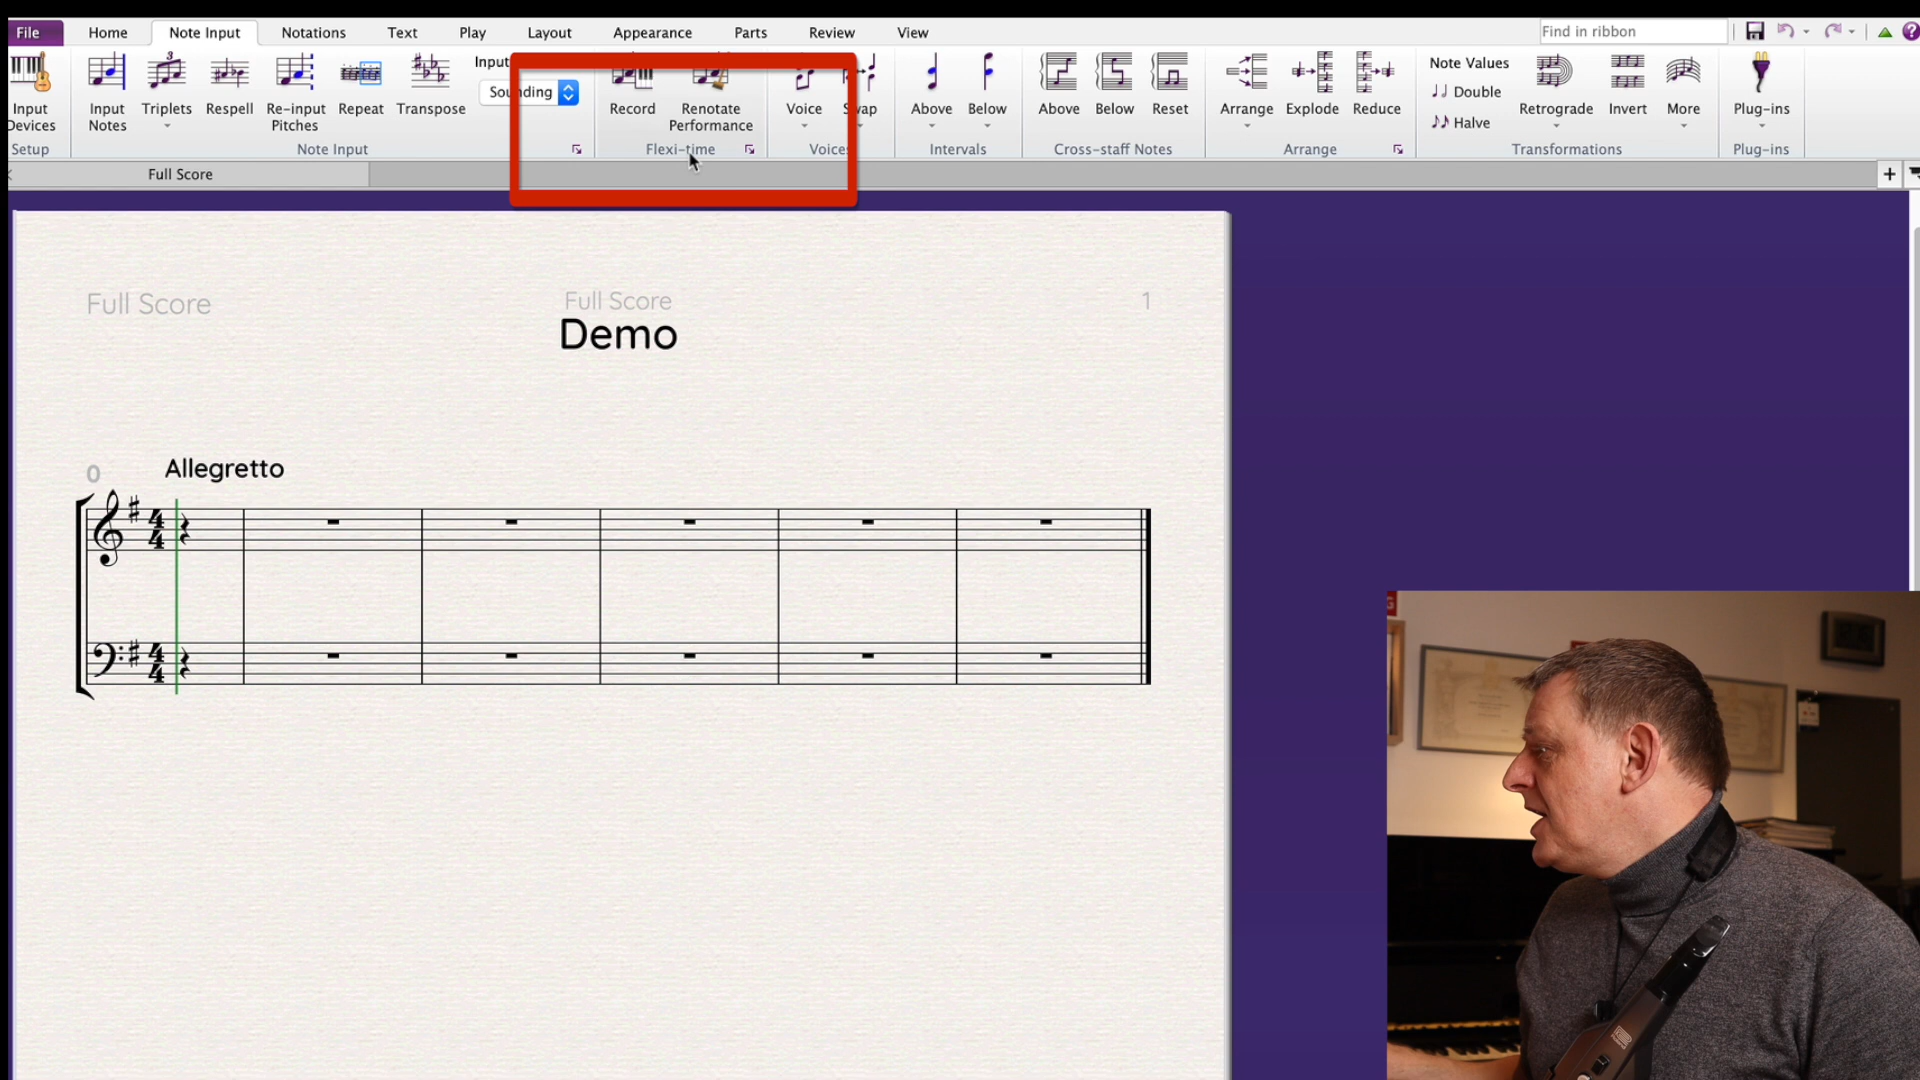 File Home Note Input Notations Text Play Layout Appearance Parts Review View Find in ribbon
Input Devices
Input Notes
Triplets
Respell
Re-input Pitches
Repeat
Transpose
Input
Sounding
Record
Renotate Performance
Voice
Swap
Above
Below
Above
Below
Reset
Arrange
Explode
Reduce
Note Values
Double
Halve
Retrograde
Invert
More
Plug-ins
Setup Note Input Flexi-time Voices Intervals Cross-staff Notes Arrange Transformations Plug-ins
Full Score
Full Score Full Score 1
Demo
0 Allegretto